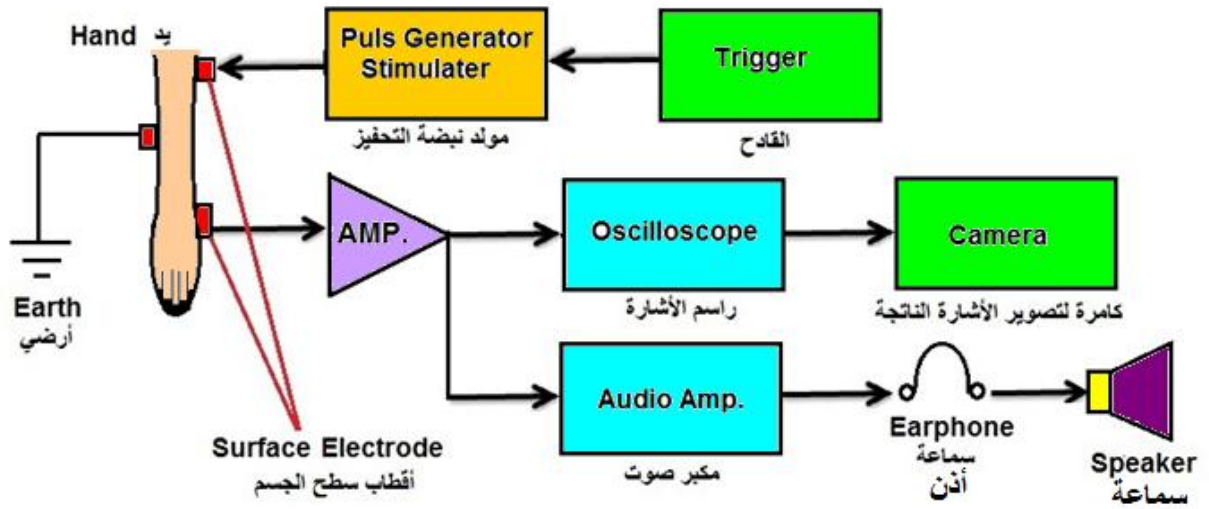 Hand يد
Puls Generator
Stimulater
مولد نبضة التحفيز
Trigger
القادح
AMP.
Oscilloscope
راسم الأشارة
Camera
كامرة لتصوير الأشارة الناتجة
Earth
أرضي
Audio Amp.
مكبر صوت
Earphone
سماعة
أذن
Speaker
سماعة
Surface Electrode
أقطاب سطح الجسم